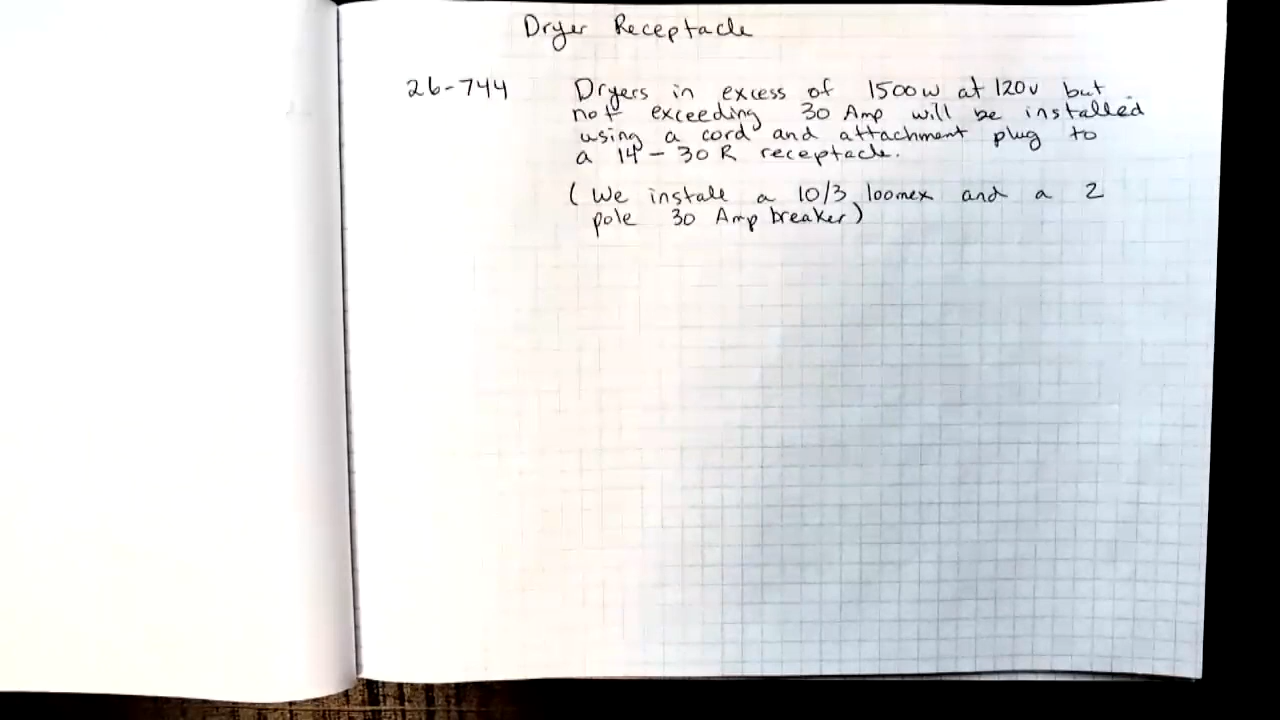 Dryer Receptacle
26-744 Dryers in excess of 1500w at 120v but
not exceeding 30 Amp will be installed
using a cord and attachment plug to
a 14-30R receptacle.
(We install a 10/3 loomex and a 2
pole 30 Amp breaker)